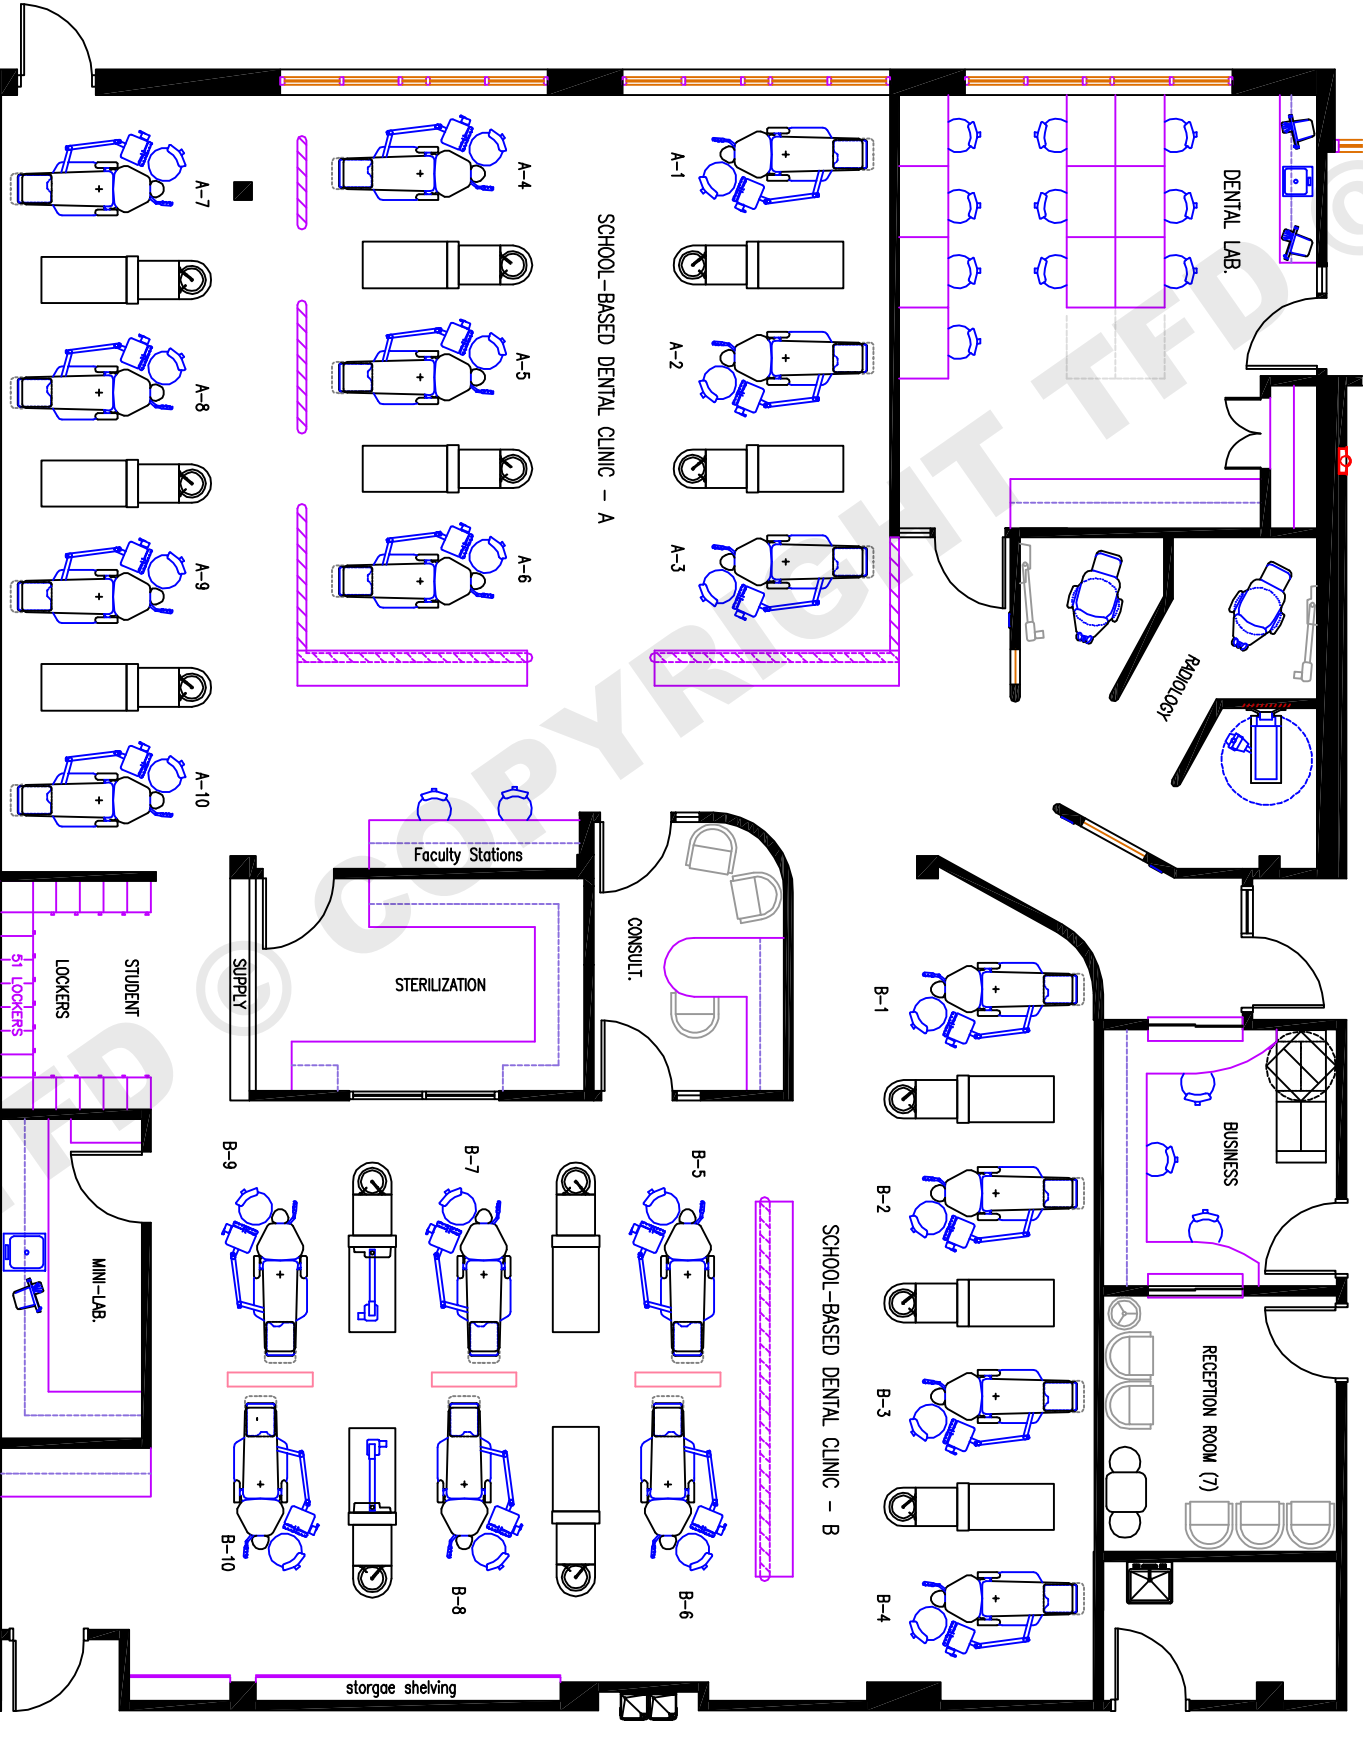 A-7
A-4
A-1
DENTAL LAB.
A-8
A-5
A-2
SCHOOL-BASED DENTAL CLINIC - A
A-9
A-6
A-3
RADIOLOGY
A-10
Faculty Stations
51 LOCKERS
STUDENT
LOCKERS
SUPPLY
STERILIZATION
CONSULT.
B-1
B-9
B-7
B-5
B-2
BUSINESS
MINI-LAB.
SCHOOL-BASED DENTAL CLINIC - B
B-3
RECEPTION ROOM (7)
B-10
B-8
B-6
B-4
storgae shelving
TFD © COPYRIGHT TFD ©